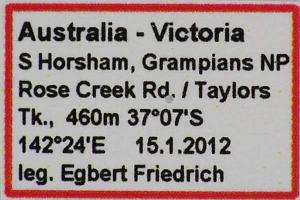 Australia - Victoria
S Horsham, Grampians NP
Rose Creek Rd. / Taylors
Tk., 460m 37°07'S
142°24'E 15.1.2012
leg. Egbert Friedrich